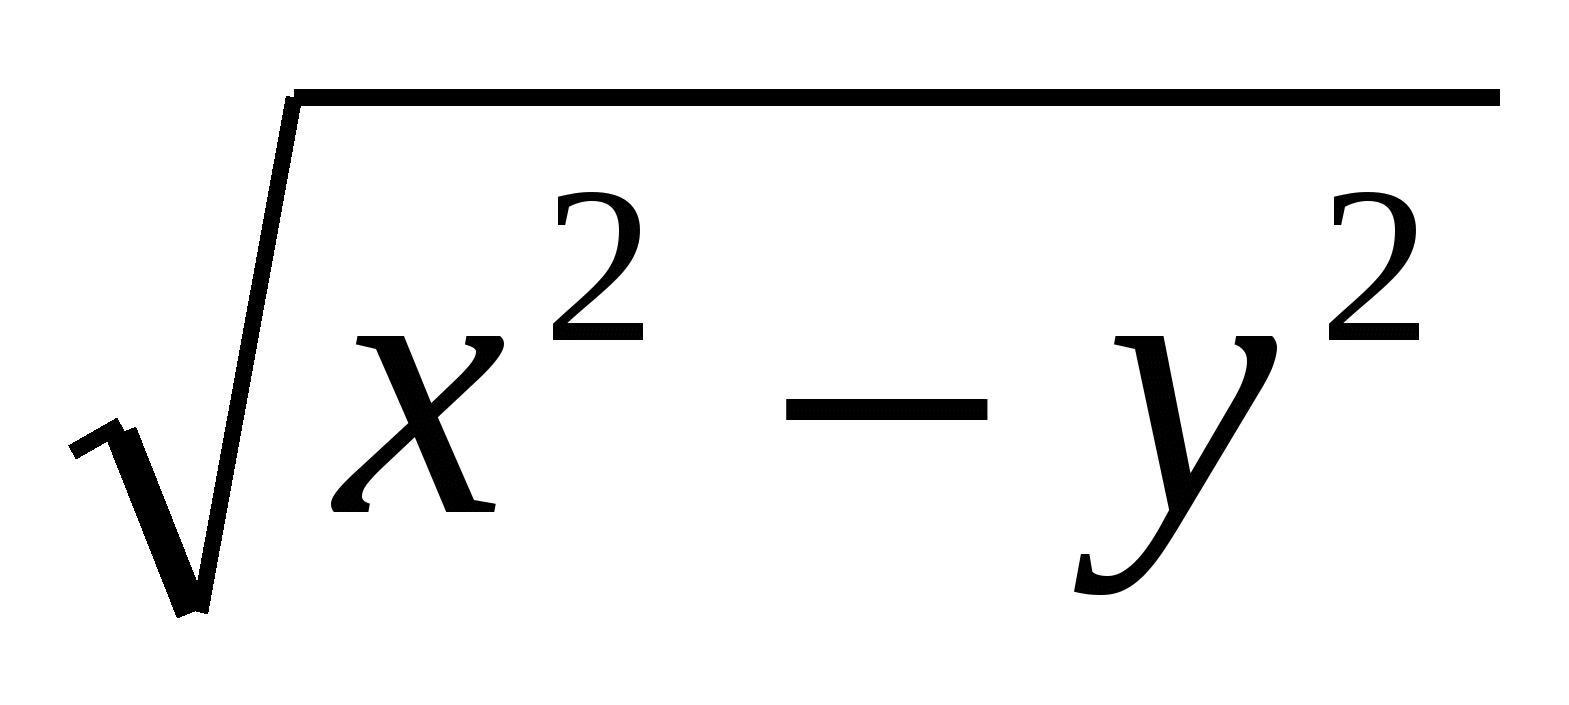 √(x² − y²)